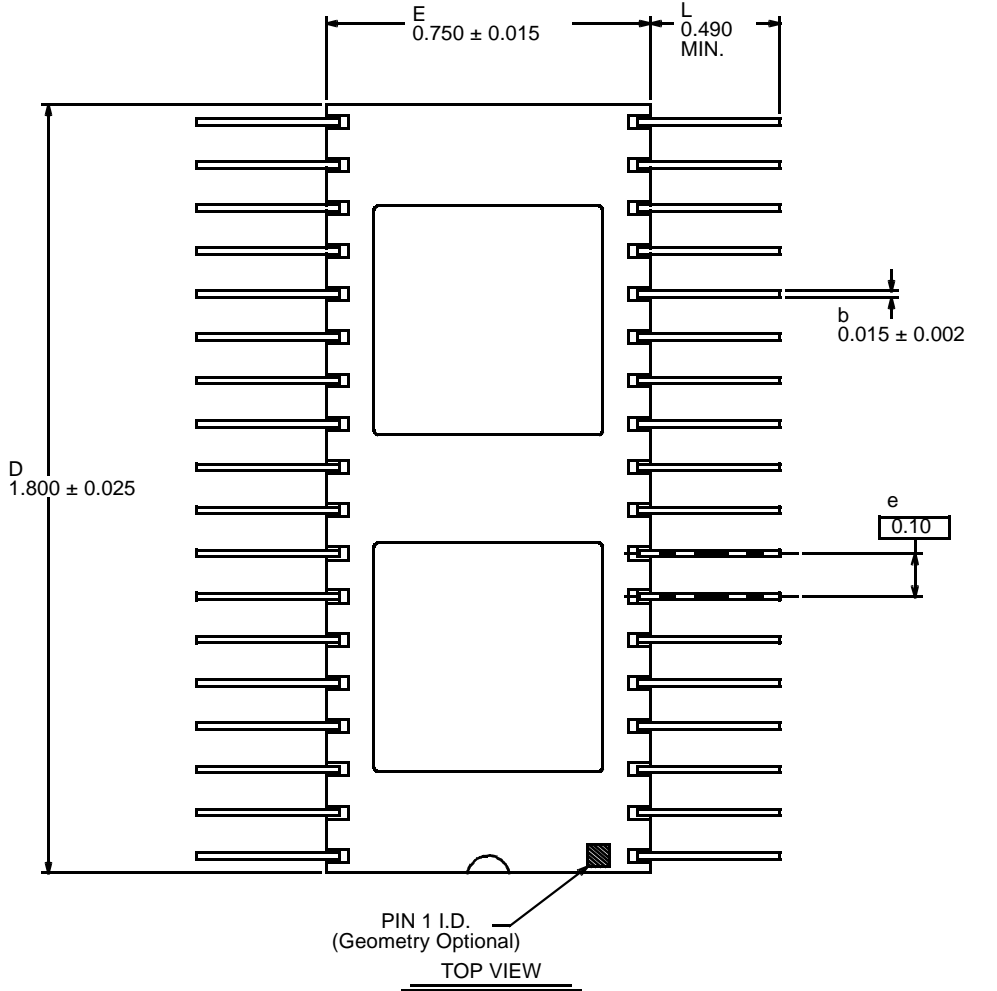 E
0.750 ± 0.015
L
0.490
MIN.
b
0.015 ± 0.002
D
1.800 ± 0.025
e
0.10
PIN 1 I.D.
(Geometry Optional)
TOP VIEW